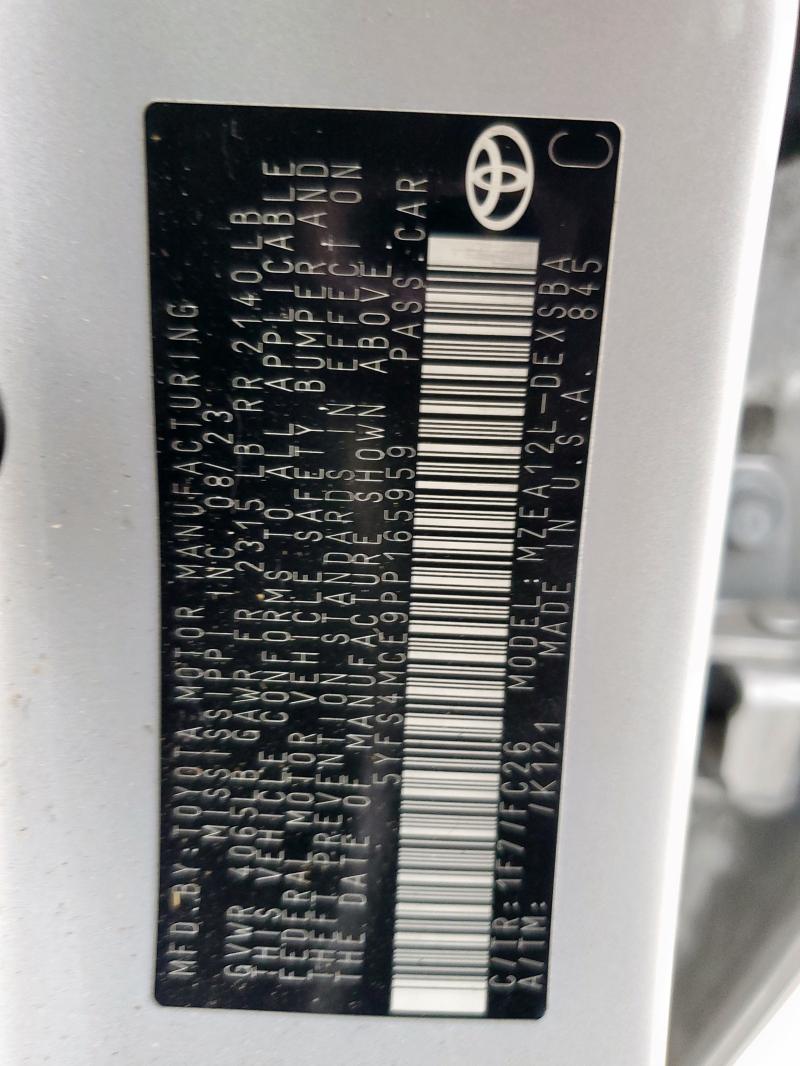 MFD.BY:TOYOTA MOTOR MANUFACTURING
MISSISSIPPI INC.08/23
GVWR 4065LB GAWR FR 2315 LB RR 2140LB
THIS VEHICLE CONFORMS TO ALL APPLICABLE
FEDERAL MOTOR VEHICLE SAFETY BUMPER AND
THEFT PREVENTION STANDARDS IN EFFECT ON
THE DATE OF MANUFACTURE SHOWN ABOVE.
5YFS4MCE9PP165959 PASS.CAR
C/TR:1F7/FC26 MODEL:MZEA12L-DEXSBA
A/TM: /K121 MADE IN U.S.A. 845
C